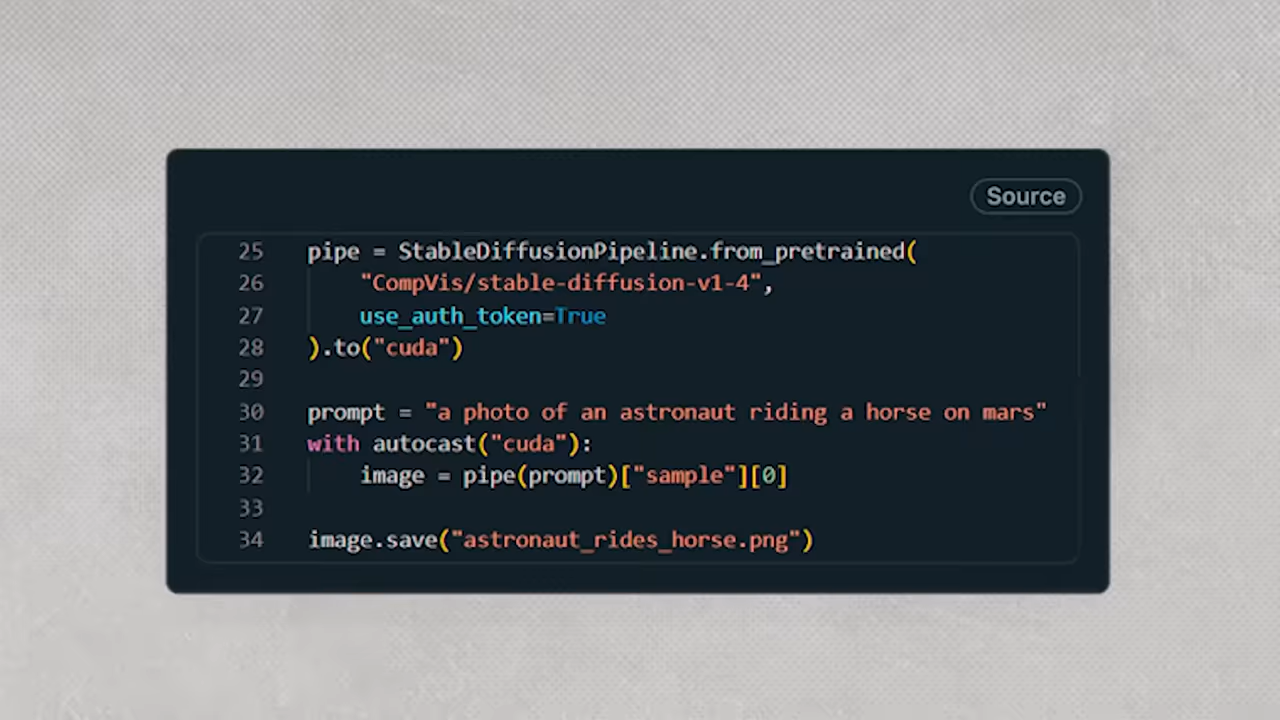 Source
25 pipe = StableDiffusionPipeline.from_pretrained(
26     "CompVis/stable-diffusion-v1-4",
27     use_auth_token=True
28 ).to("cuda")
29
30 prompt = "a photo of an astronaut riding a horse on mars"
31 with autocast("cuda"):
32     image = pipe(prompt)["sample"][0]
33
34 image.save("astronaut_rides_horse.png")